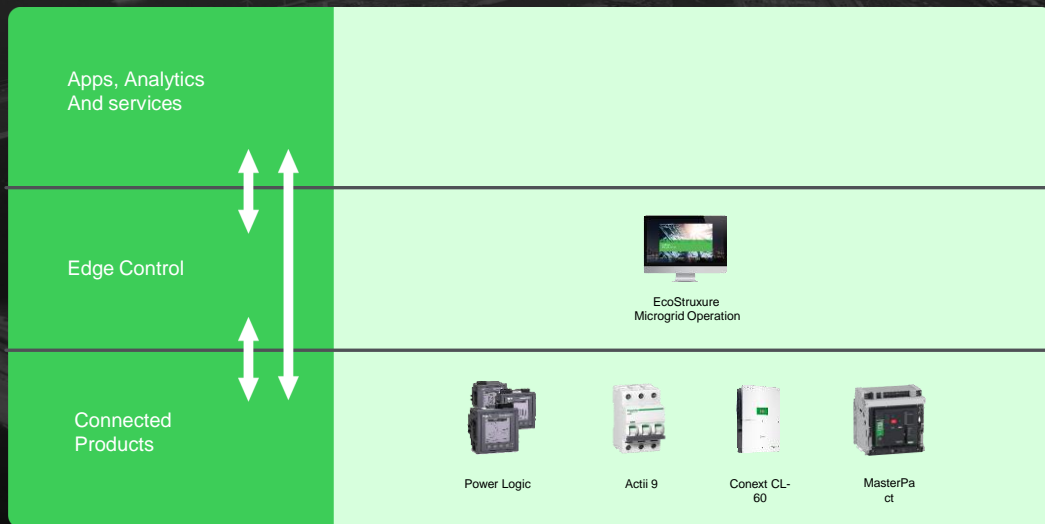 Apps, Analytics
And services
Edge Control
EcoStruxure
Microgrid Operation
Connected
Products
Power Logic
Actii 9
Conext CL-
60
MasterPa
ct